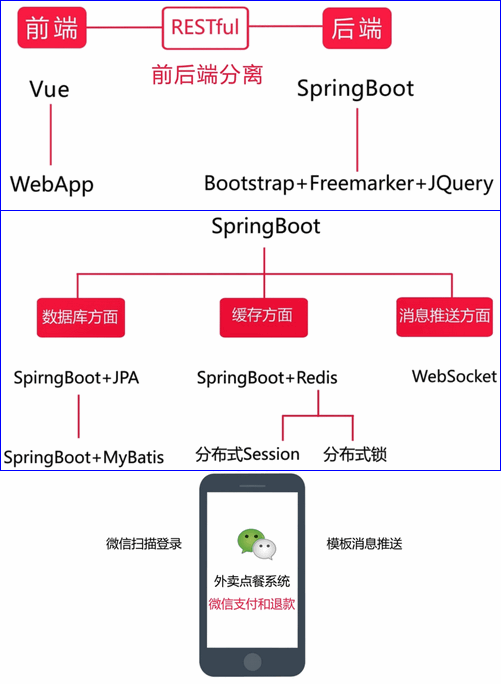 前端
RESTful
后端
前后端分离
Vue
SpringBoot
WebApp
Bootstrap+Freemarker+JQuery
SpringBoot
数据库方面
缓存方面
消息推送方面
SpirngBoot+JPA
SpringBoot+Redis
WebSocket
SpringBoot+MyBatis
分布式Session
分布式锁
微信扫描登录
模板消息推送
外卖点餐系统
微信支付和退款